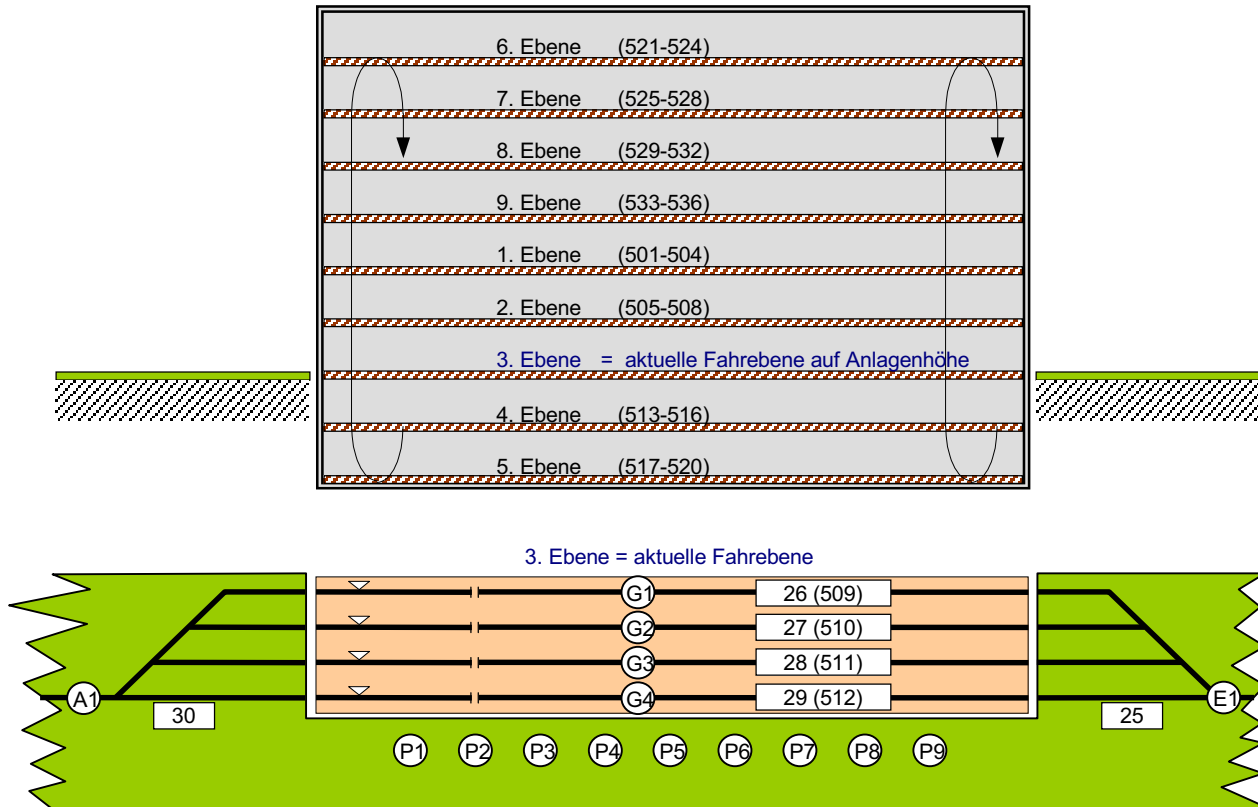 6. Ebene (521-524)
7. Ebene (525-528)
8. Ebene (529-532)
9. Ebene (533-536)
1. Ebene (501-504)
2. Ebene (505-508)
3. Ebene = aktuelle Fahrebene auf Anlagenhöhe
4. Ebene (513-516)
5. Ebene (517-520)
3. Ebene = aktuelle Fahrebene
G1 26 (509)
G2 27 (510)
G3 28 (511)
A1 G4 29 (512) E1
30 25
P1 P2 P3 P4 P5 P6 P7 P8 P9